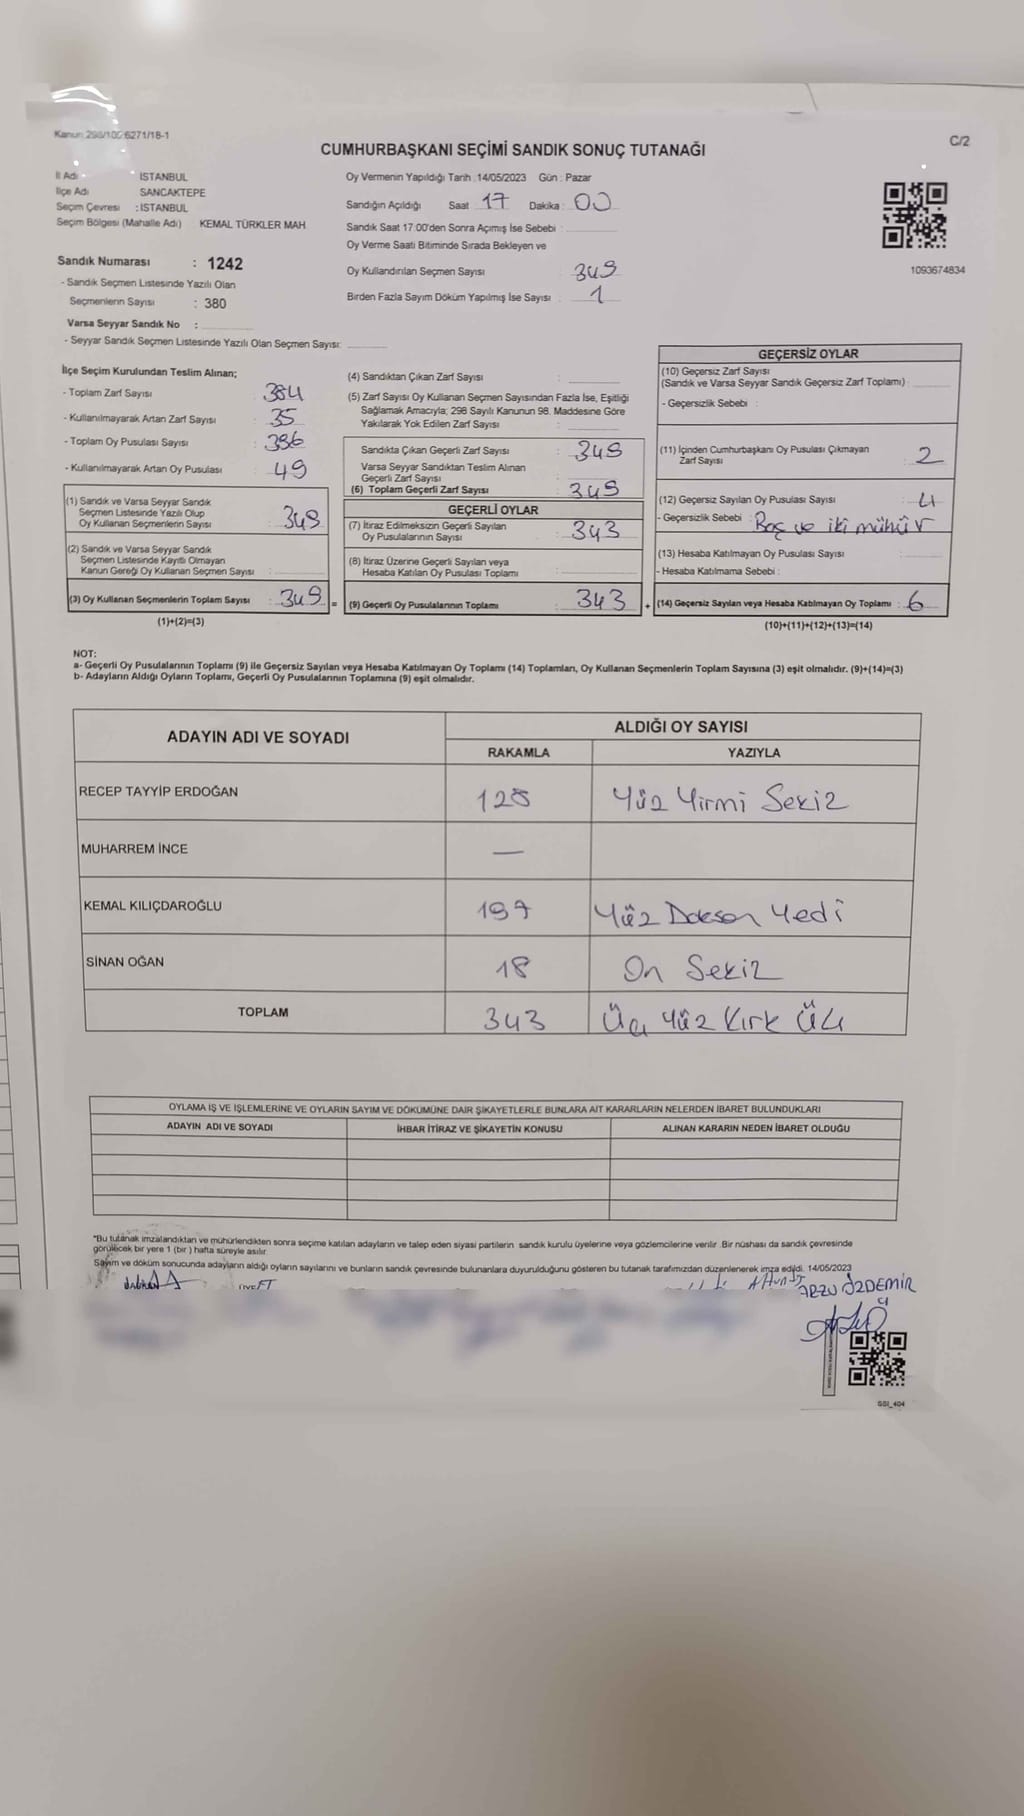 Kanun 298/105 6271/18-1
C/2
CUMHURBAŞKANI SEÇİMİ SANDIK SONUÇ TUTANAĞI
İl Adı : İSTANBUL
İlçe Adı SANCAKTEPE
Seçim Çevresi : İSTANBUL
Seçim Bölgesi (Mahalle Adı) KEMAL TÜRKLER MAH
Sandık Numarası : 1242
- Sandık Seçmen Listesinde Yazılı Olan
Seçmenlerin Sayısı : 380
Varsa Seyyar Sandık No :
- Seyyar Sandık Seçmen Listesinde Yazılı Olan Seçmen Sayısı:
Oy Vermenin Yapıldığı Tarih : 14/05/2023 Gün : Pazar
Sandığın Açıldığı Saat 17 Dakika : 00
Sandık Saat 17:00'den Sonra Açımış İse Sebebi :
Oy Verme Saati Bitiminde Sırada Bekleyen ve
Oy Kullandırılan Seçmen Sayısı 349
Birden Fazla Sayım Döküm Yapılmış İse Sayısı : 1
1093674834
İlçe Seçim Kurulundan Teslim Alınan;
- Toplam Zarf Sayısı : 384
- Kullanılmayarak Artan Zarf Sayısı : 35
- Toplam Oy Pusulası Sayısı : 386
- Kullanılmayarak Artan Oy Pusulası : 49
(1) Sandık ve Varsa Seyyar Sandık
Seçmen Listesinde Yazılı Olup
Oy Kullanan Seçmenlerin Sayısı : 349
(2) Sandık ve Varsa Seyyar Sandık
Seçmen Listesinde Kayıtlı Olmayan
Kanun Gereği Oy Kullanan Seçmen Sayısı :
(3) Oy Kullanan Seçmenlerin Toplam Sayısı : 349
(1)+(2)=(3)
=
(4) Sandıktan Çıkan Zarf Sayısı :
(5) Zarf Sayısı Oy Kullanan Seçmen Sayısından Fazla İse, Eşitliği
Sağlamak Amacıyla; 298 Sayılı Kanunun 98. Maddesine Göre
Yakılarak Yok Edilen Zarf Sayısı :
Sandıkta Çıkan Geçerli Zarf Sayısı : 349
Varsa Seyyar Sandıktan Teslim Alınan
Geçerli Zarf Sayısı :
(6) Toplam Geçerli Zarf Sayısı : 349
GEÇERLİ OYLAR
(7) İtiraz Edilmeksizin Geçerli Sayılan
Oy Pusulalarının Sayısı : 343
(8) İtiraz Üzerine Geçerli Sayılan veya
Hesaba Katılan Oy Pusulası Toplamı :
(9) Geçerli Oy Pusulalarının Toplamı : 343
+
GEÇERSİZ OYLAR
(10) Geçersiz Zarf Sayısı
(Sandık ve Varsa Seyyar Sandık Geçersiz Zarf Toplamı) :
- Geçersizlik Sebebi :
(11) İçinden Cumhurbaşkanı Oy Pusulası Çıkmayan
Zarf Sayısı : 2
(12) Geçersiz Sayılan Oy Pusulası Sayısı : 4
- Geçersizlik Sebebi : Boş ve iki mühür
(13) Hesaba Katılmayan Oy Pusulası Sayısı :
- Hesaba Katılmama Sebebi :
(14) Geçersiz Sayılan veya Hesaba Katılmayan Oy Toplamı : 6
(10)+(11)+(12)+(13)=(14)
NOT:
a- Geçerli Oy Pusulalarının Toplamı (9) ile Geçersiz Sayılan veya Hesaba Katılmayan Oy Toplamı (14) Toplamları, Oy Kullanan Seçmenlerin Toplam Sayısına (3) eşit olmalıdır. (9)+(14)=(3)
b- Adayların Aldığı Oyların Toplamı, Geçerli Oy Pusulalarının Toplamına (9) eşit olmalıdır.
ADAYIN ADI VE SOYADI ALDIĞI OY SAYISI
RAKAMLA YAZIYLA
RECEP TAYYİP ERDOĞAN 128 Yüz Yirmi Sekiz
MUHARREM İNCE —
KEMAL KILIÇDAROĞLU 197 Yüz Doksan Yedi
SİNAN OĞAN 18 On Sekiz
TOPLAM 343 Üç Yüz Kırk Üç
OYLAMA İŞ VE İŞLEMLERİNE VE OYLARIN SAYIM VE DÖKÜMÜNE DAİR ŞİKAYETLERLE BUNLARA AİT KARARLARIN NELERDEN İBARET BULUNDUKLARI
ADAYIN ADI VE SOYADI İHBAR İTİRAZ VE ŞİKAYETİN KONUSU ALINAN KARARIN NEDEN İBARET OLDUĞU
*Bu tutanak imzalandıktan ve mühürlendikten sonra seçime katılan adayların ve talep eden siyasi partilerin sandık kurulu üyelerine veya gözlemcilerine verilir. Bir nüshası da sandık çevresinde
görülecek bir yere 1 (bir ) hafta süreyle asılır.
Sayım ve döküm sonucunda adayların aldığı oyların sayılarını ve bunların sandık çevresinde bulunanlara duyurulduğunu gösteren bu tutanak tarafımızdan düzenlenerek imza edildi. 14/05/2023
ARZU ÖZDEMİR
SSI_404